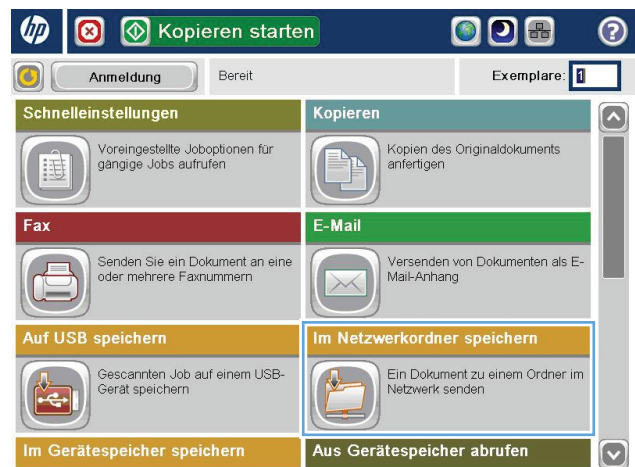 hp
Kopieren starten
?
Anmeldung
Bereit
Exemplare: 1
Schnelleinstellungen
Voreingestellte Joboptionen für
gängige Jobs aufrufen
Kopieren
Kopien des Originaldokuments
anfertigen
Fax
Senden Sie ein Dokument an eine
oder mehrere Faxnummern
E-Mail
Versenden von Dokumenten als E-
Mail-Anhang
Auf USB speichern
Gescannten Job auf einem USB-
Gerät speichern
Im Netzwerkordner speichern
Ein Dokument zu einem Ordner im
Netzwerk senden
Im Gerätespeicher speichern
Aus Gerätespeicher abrufen